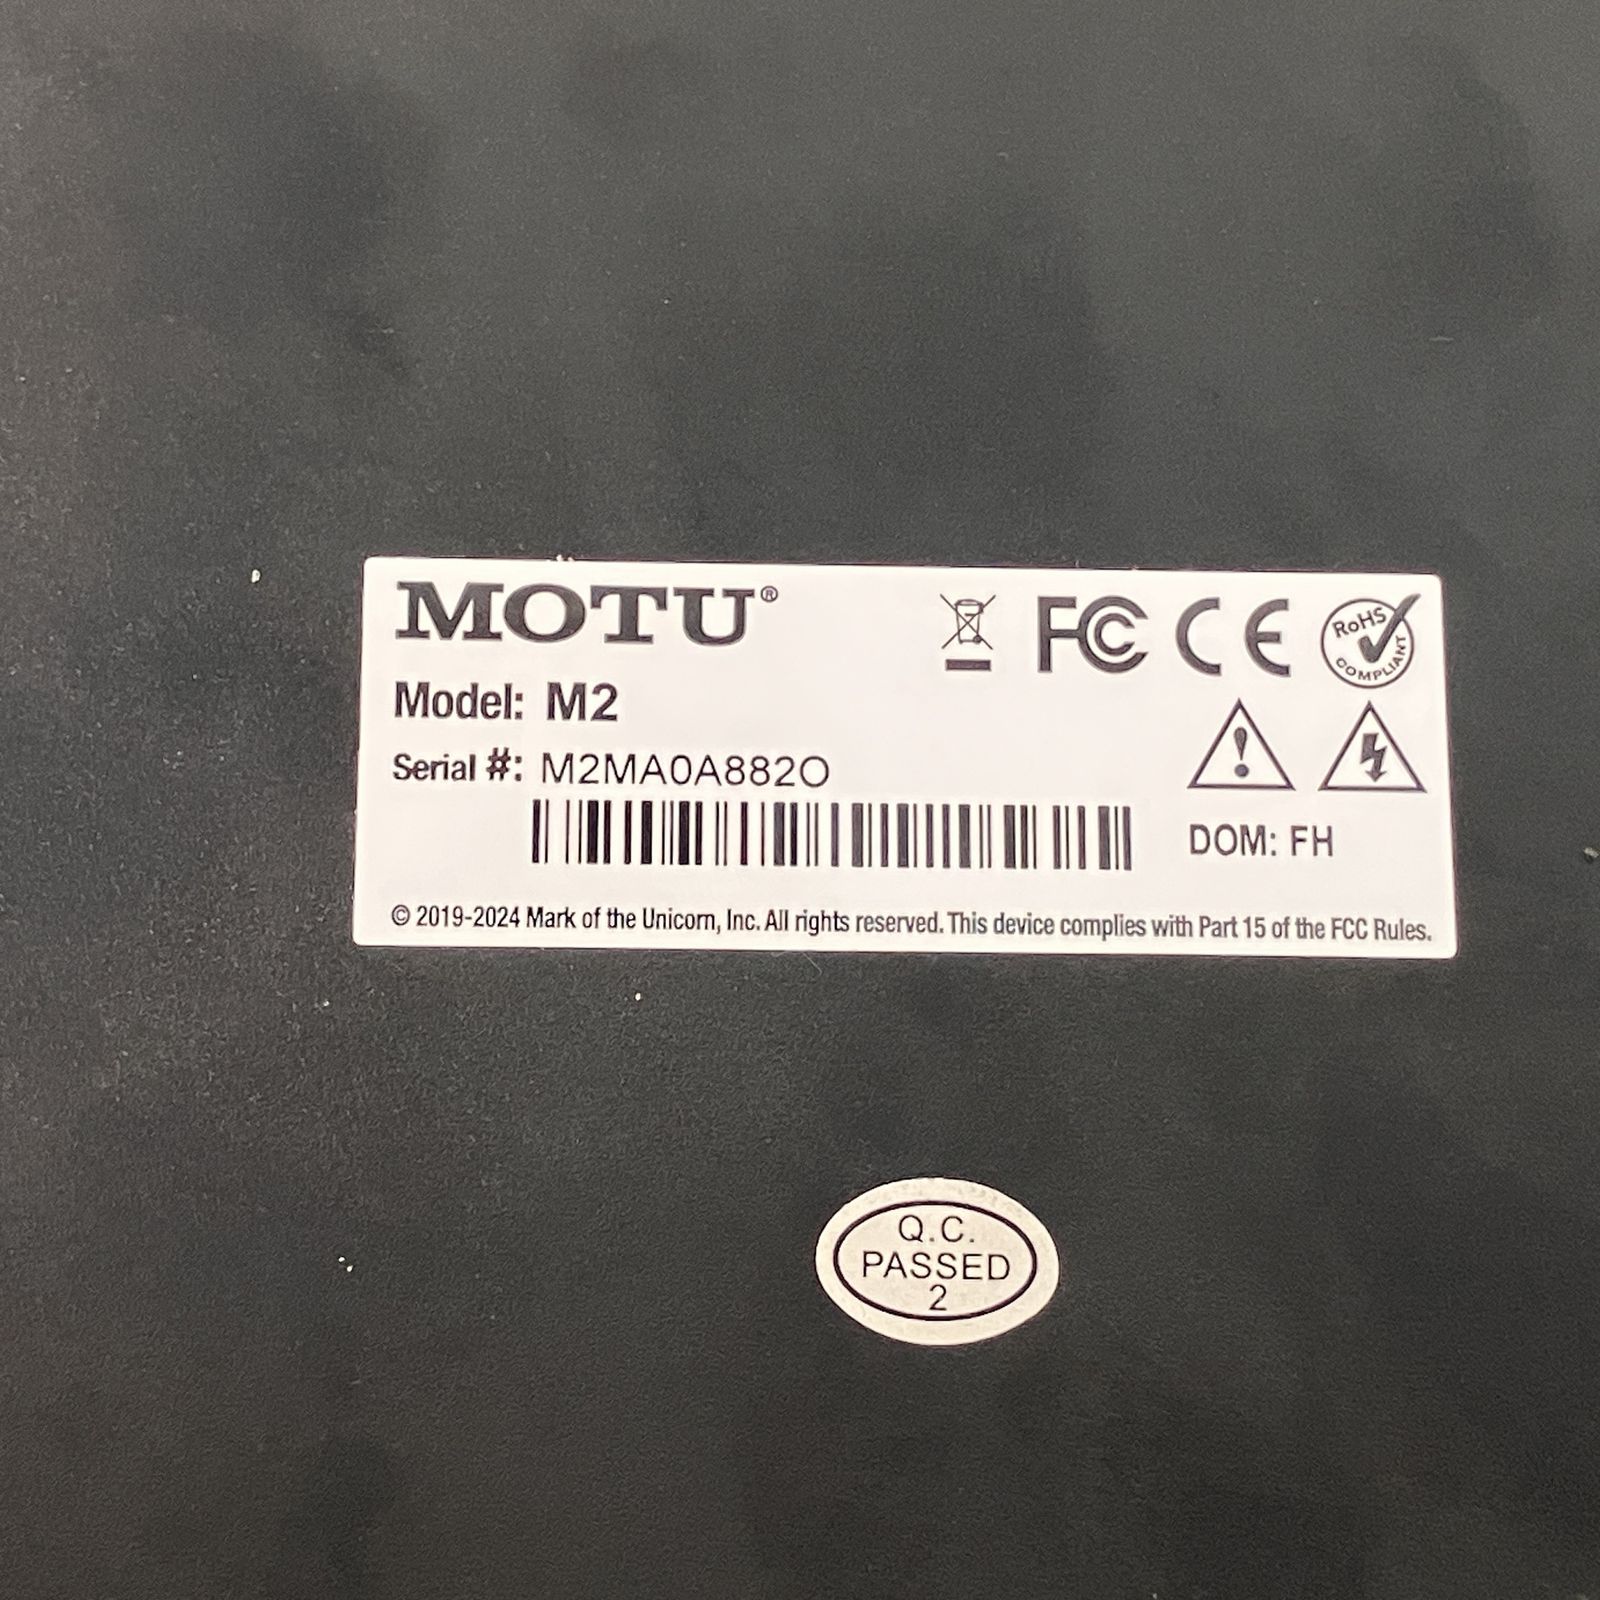 MOTU®
FC CE RoHS COMPLIANT
Model: M2
Serial #: M2MA0A882O
DOM: FH
© 2019-2024 Mark of the Unicorn, Inc. All rights reserved. This device complies with Part 15 of the FCC Rules.
Q.C.
PASSED
2